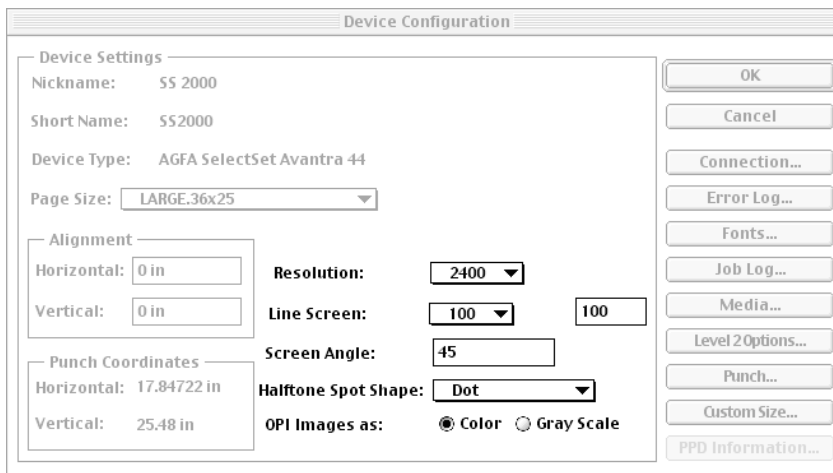 Device Configuration
Device Settings
Nickname: SS 2000
Short Name: SS2000
Device Type: AGFA SelectSet Avantra 44
Page Size: LARGE.36x25
Alignment
Horizontal: 0 in
Vertical: 0 in
Punch Coordinates
Horizontal: 17.84722 in
Vertical: 25.48 in
Resolution: 2400
Line Screen: 100 100
Screen Angle: 45
Halftone Spot Shape: Dot
OPI Images as: Color Gray Scale
OK
Cancel
Connection...
Error Log...
Fonts...
Job Log...
Media...
Level 2 Options...
Punch...
Custom Size...
PPD Information...